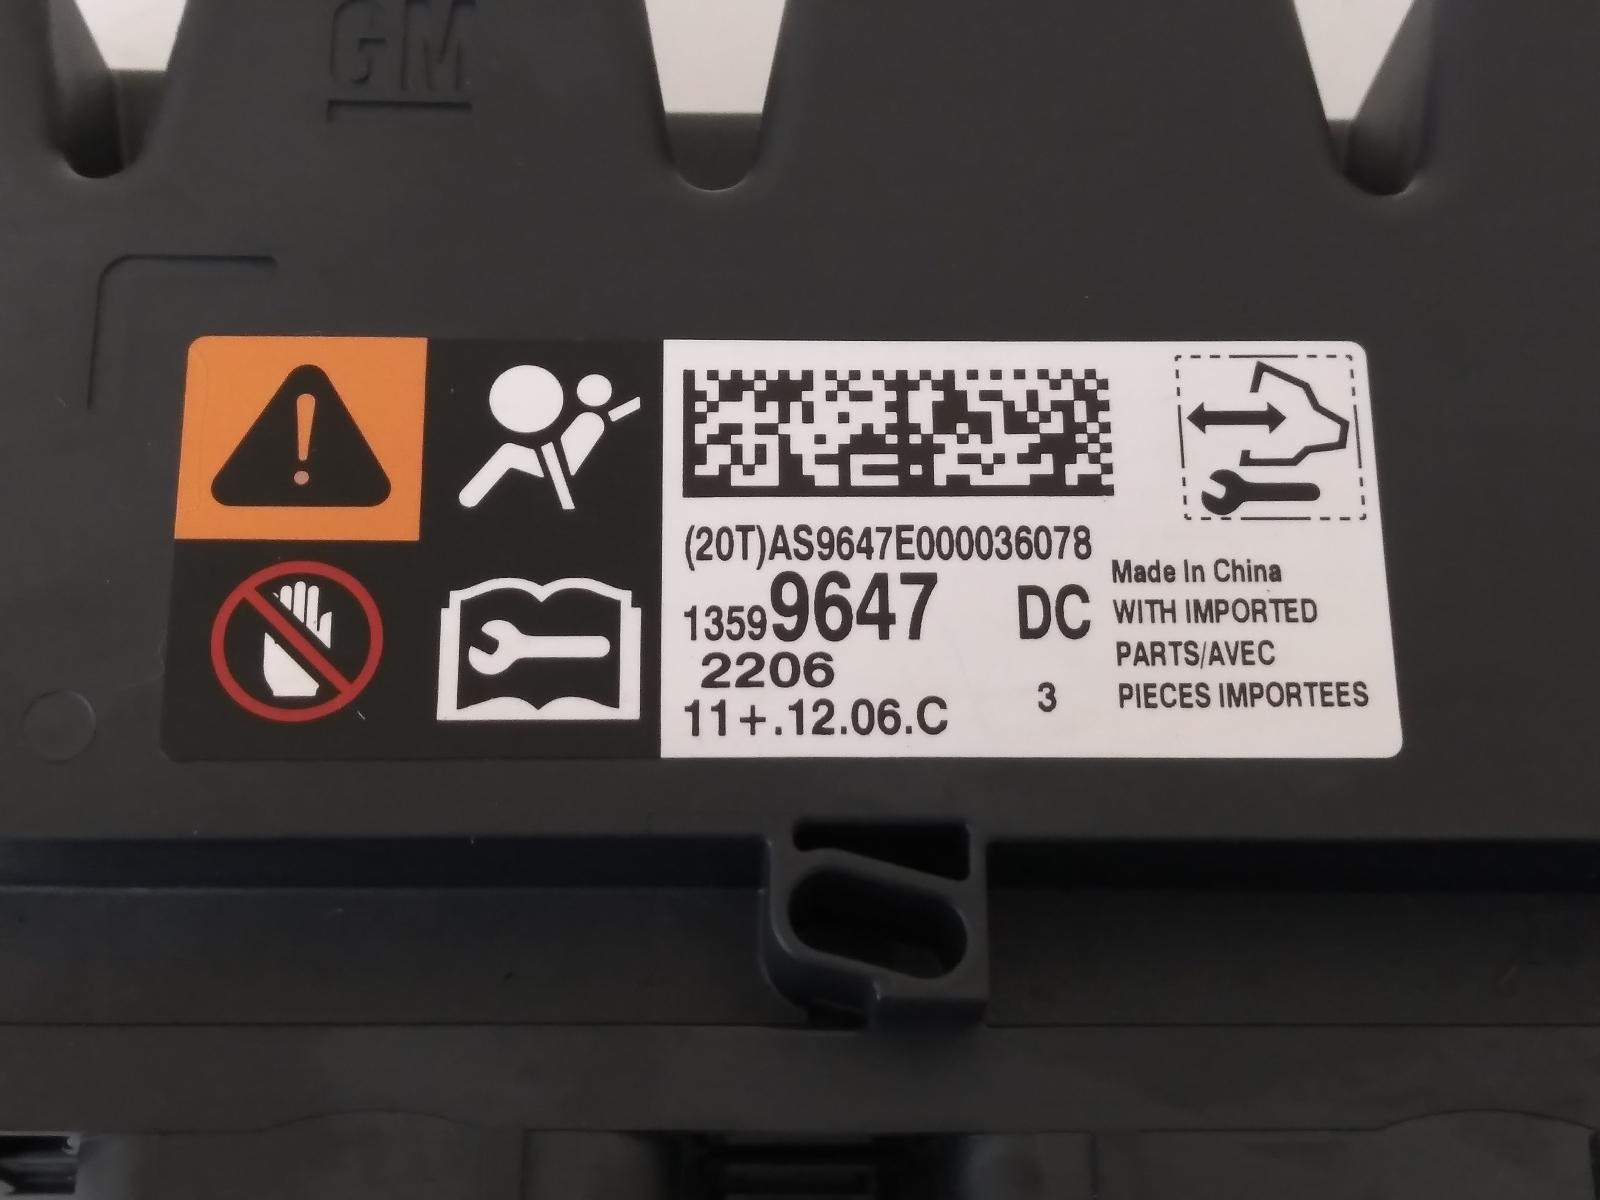 GM
(20T)AS9647E000036078
13599647 DC
2206
11+.12.06.C 3
Made In China
WITH IMPORTED
PARTS/AVEC
PIECES IMPORTEES